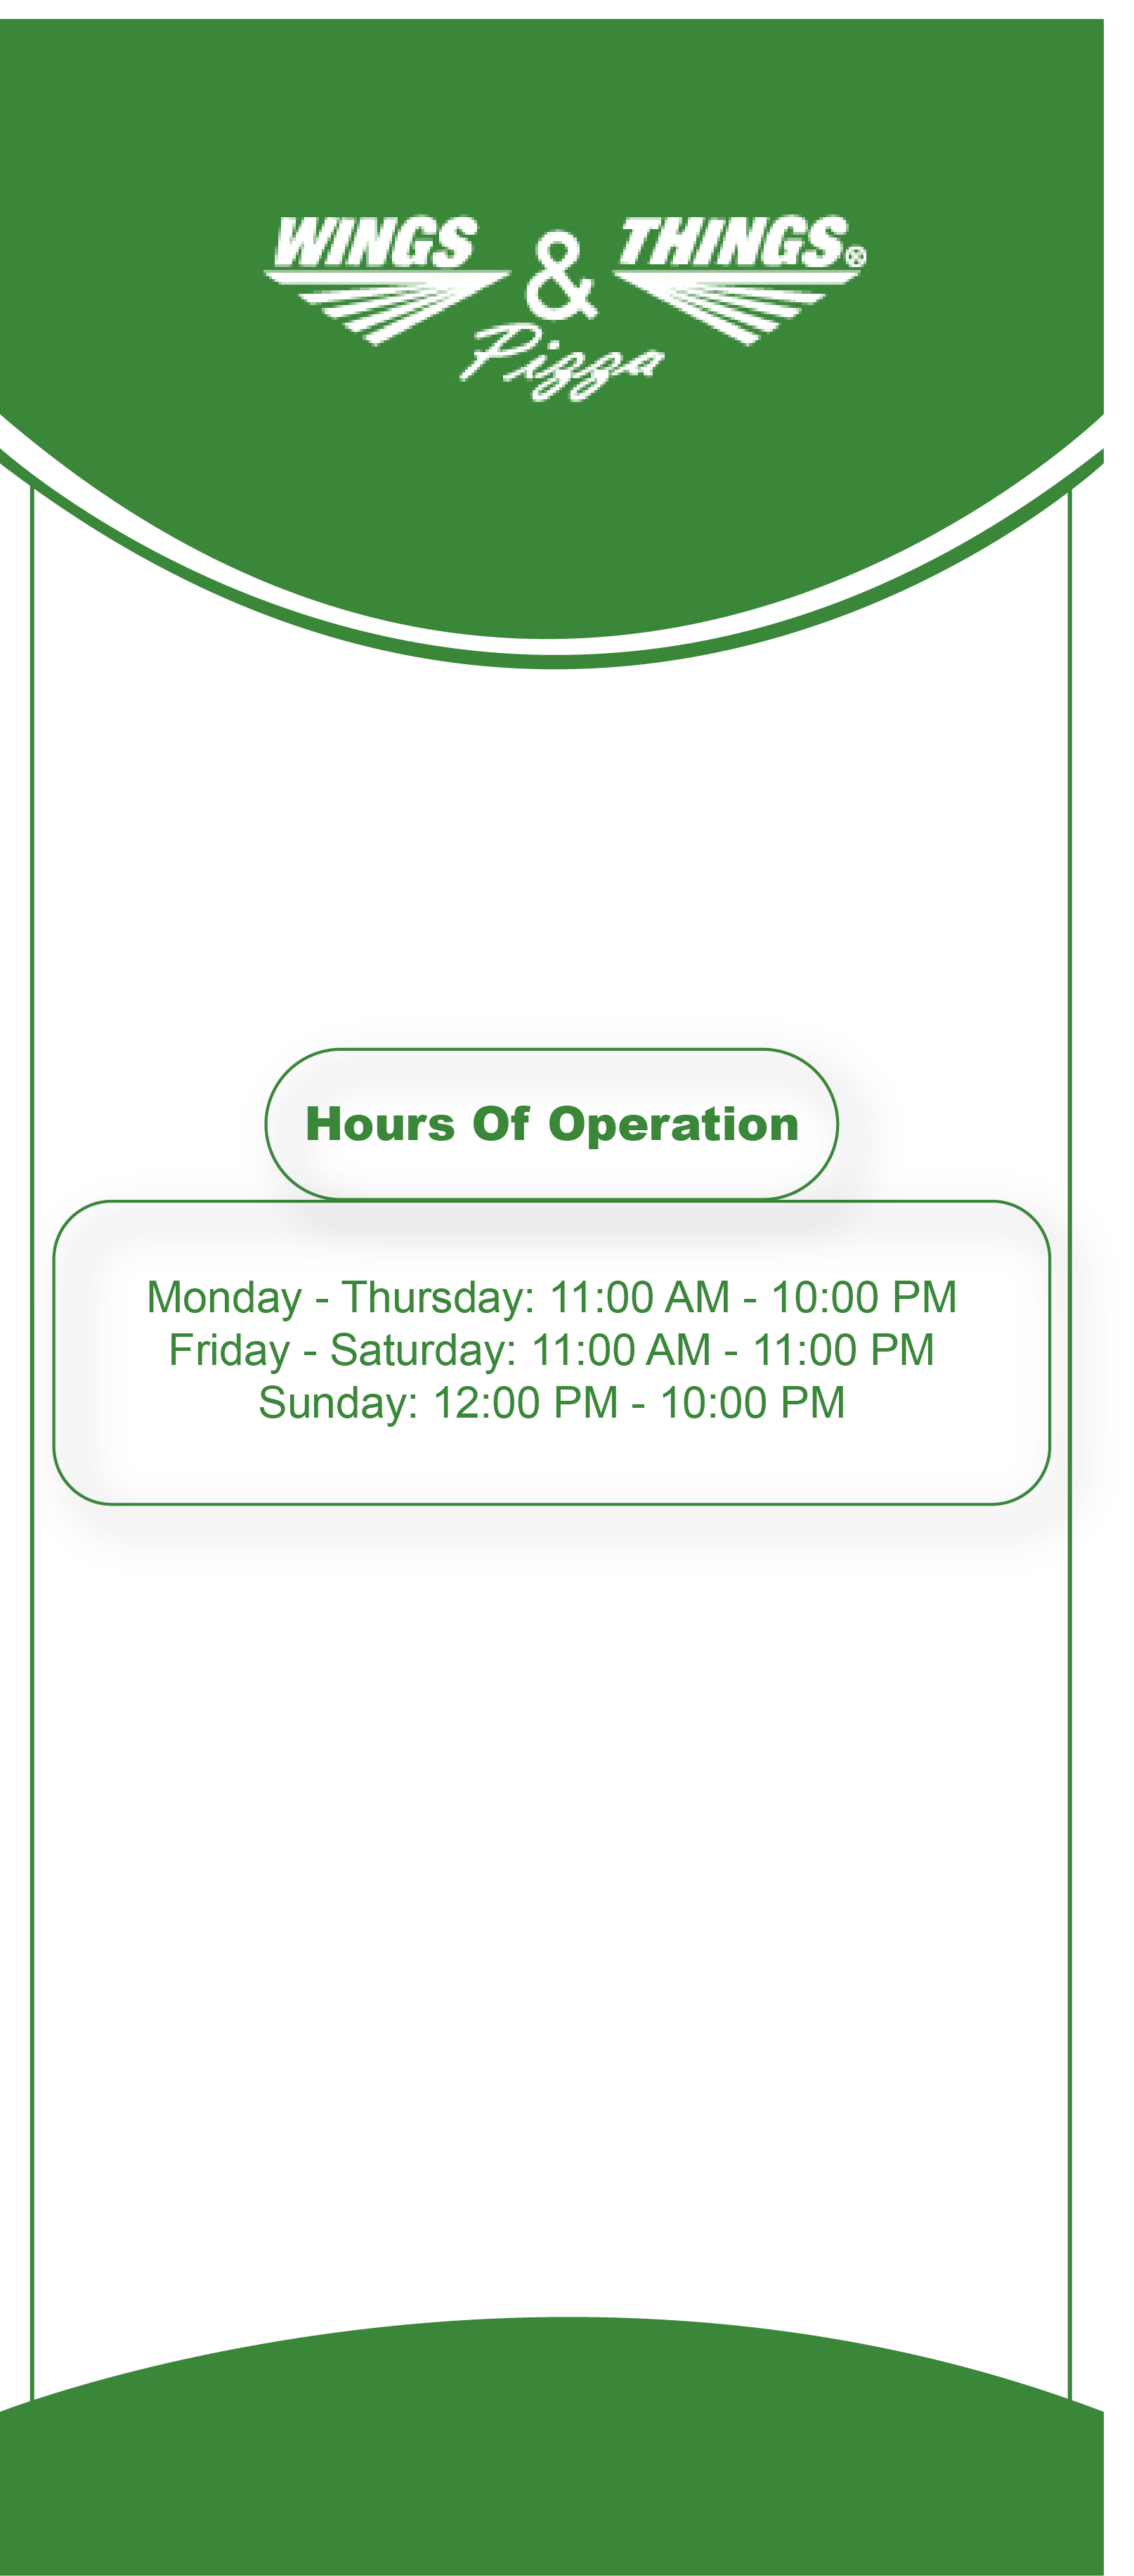 WINGS & THINGS®
Pizza
Hours Of Operation
Monday - Thursday: 11:00 AM - 10:00 PM
Friday - Saturday: 11:00 AM - 11:00 PM
Sunday: 12:00 PM - 10:00 PM